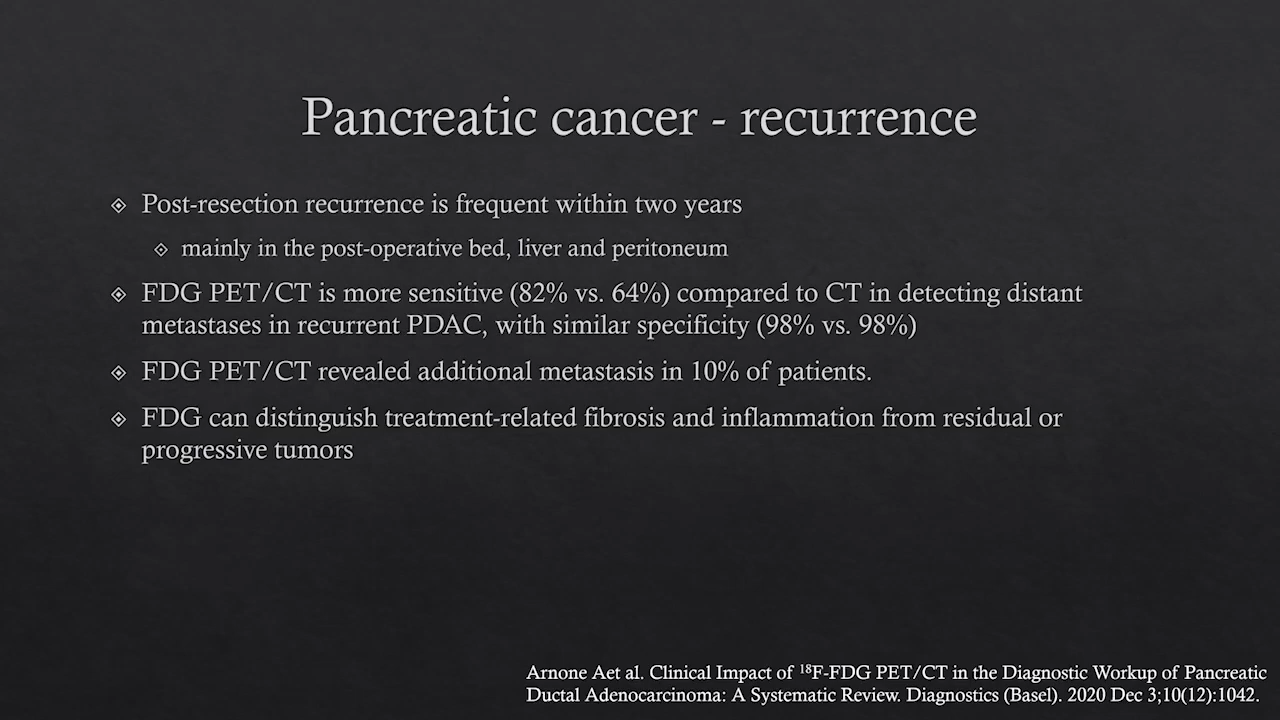 Pancreatic cancer - recurrence
Post-resection recurrence is frequent within two years
mainly in the post-operative bed, liver and peritoneum
FDG PET/CT is more sensitive (82% vs. 64%) compared to CT in detecting distant
metastases in recurrent PDAC, with similar specificity (98% vs. 98%)
FDG PET/CT revealed additional metastasis in 10% of patients.
FDG can distinguish treatment-related fibrosis and inflammation from residual or
progressive tumors
Arnone Aet al. Clinical Impact of ¹⁸F-FDG PET/CT in the Diagnostic Workup of Pancreatic
Ductal Adenocarcinoma: A Systematic Review. Diagnostics (Basel). 2020 Dec 3;10(12):1042.